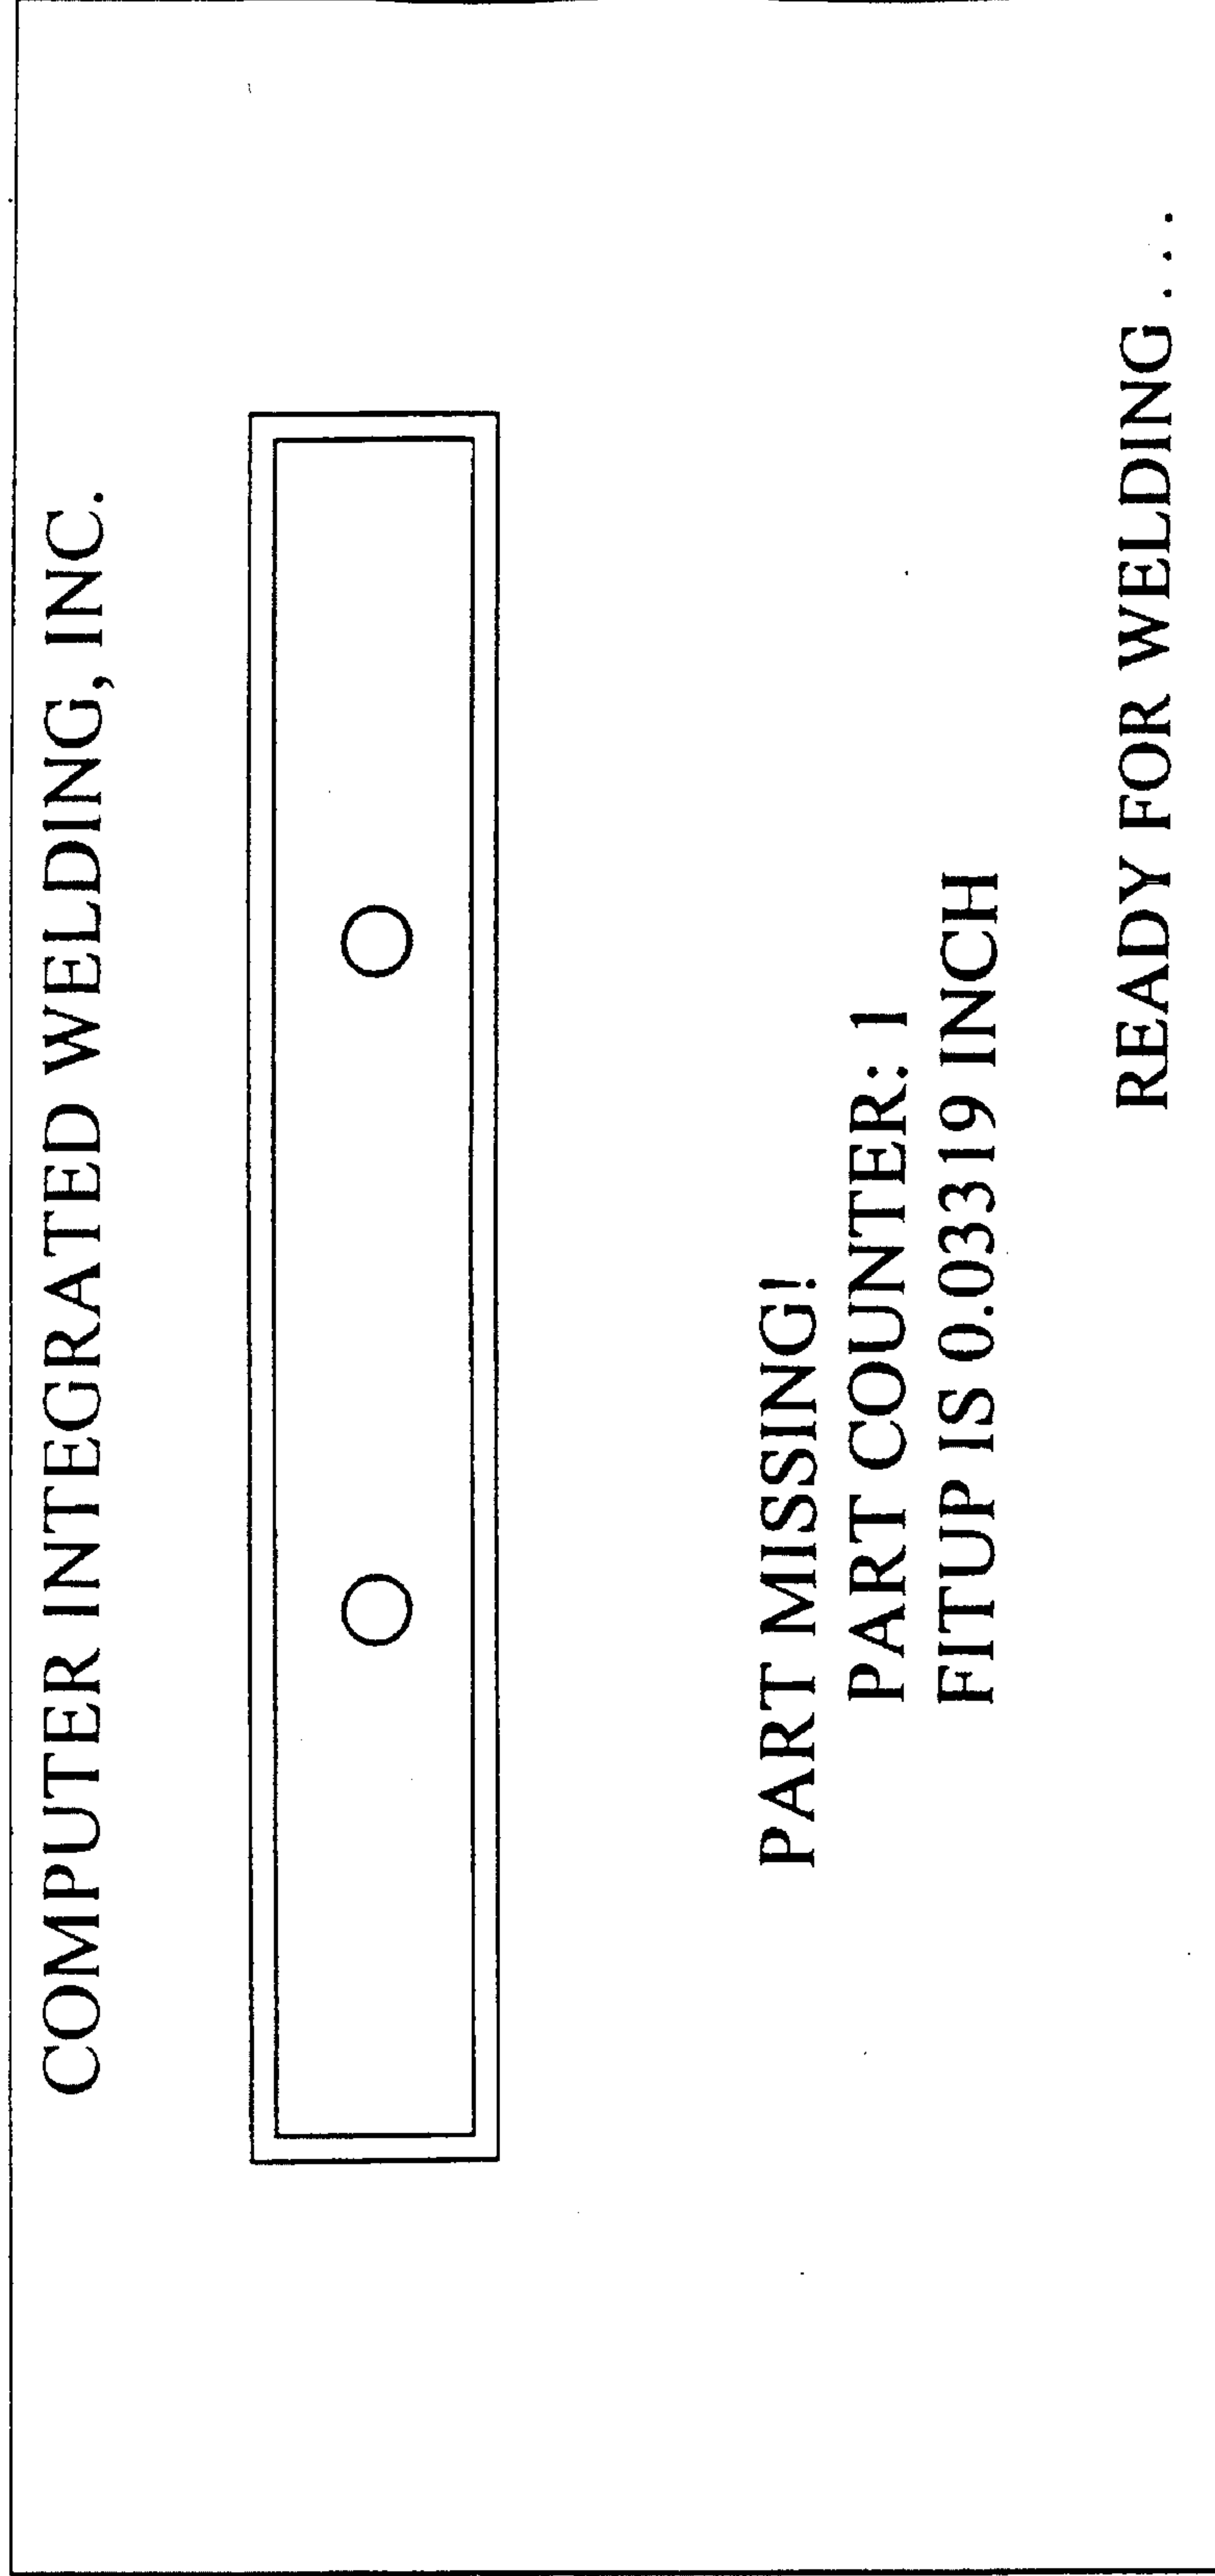 COMPUTER INTEGRATED WELDING, INC.
PART MISSING!
PART COUNTER: 1
FITUP IS 0.03319 INCH
READY FOR WELDING . . .